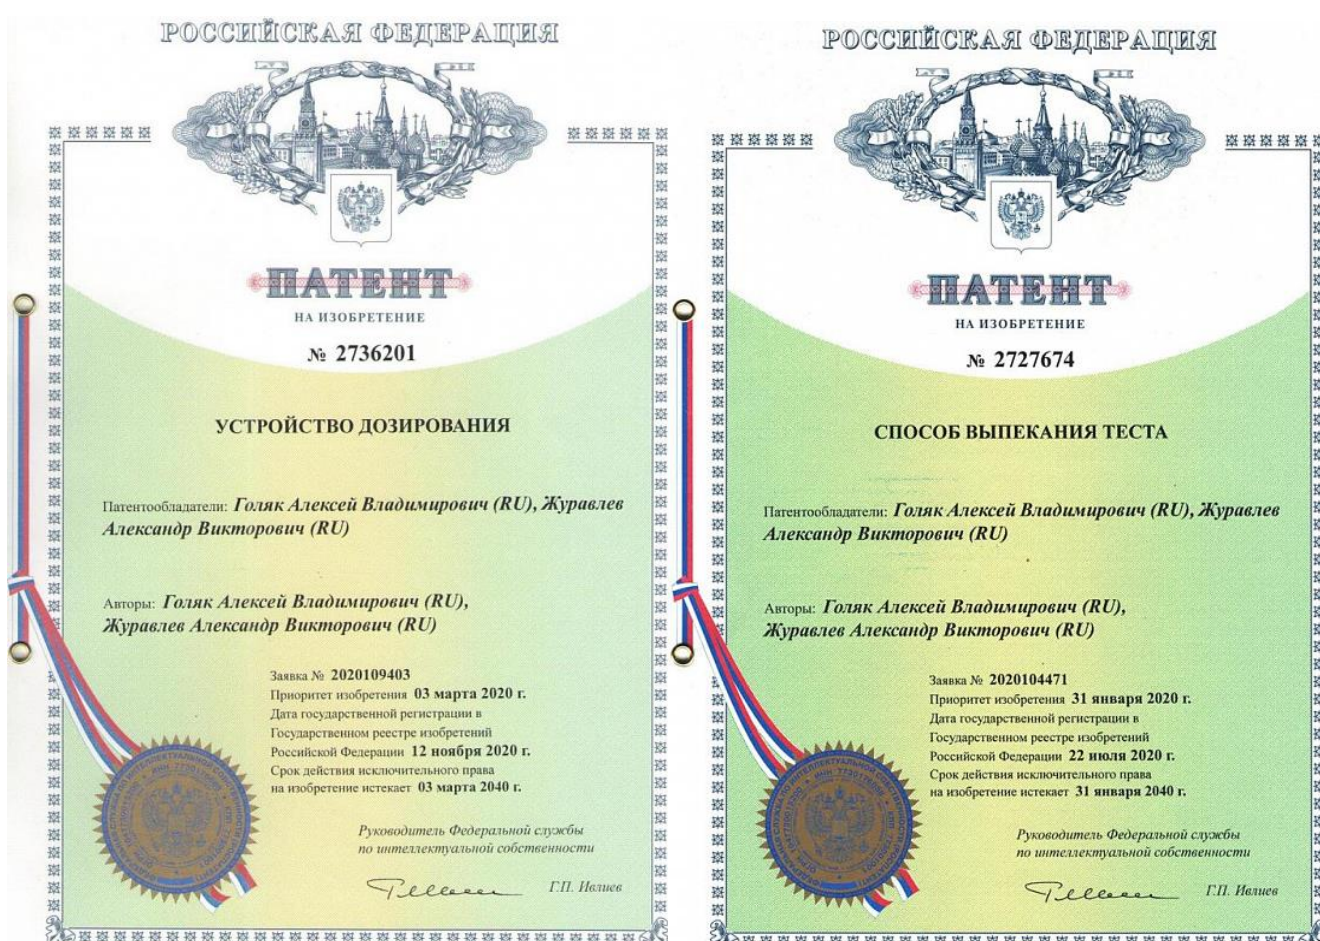 РОССИЙСКАЯ ФЕДЕРАЦИЯ
ПАТЕНТ
НА ИЗОБРЕТЕНИЕ
№ 2736201
УСТРОЙСТВО ДОЗИРОВАНИЯ
Патентообладатели: Голяк Алексей Владимирович (RU), Журавлев
Александр Викторович (RU)
Авторы: Голяк Алексей Владимирович (RU),
Журавлев Александр Викторович (RU)
Заявка № 2020109403
Приоритет изобретения 03 марта 2020 г.
Дата государственной регистрации в
Государственном реестре изобретений
Российской Федерации 12 ноября 2020 г.
Срок действия исключительного права
на изобретение истекает 03 марта 2040 г.
Руководитель Федеральной службы
по интеллектуальной собственности
Г.П. Ивлиев
РОССИЙСКАЯ ФЕДЕРАЦИЯ
ПАТЕНТ
НА ИЗОБРЕТЕНИЕ
№ 2727674
СПОСОБ ВЫПЕКАНИЯ ТЕСТА
Патентообладатели: Голяк Алексей Владимирович (RU), Журавлев
Александр Викторович (RU)
Авторы: Голяк Алексей Владимирович (RU),
Журавлев Александр Викторович (RU)
Заявка № 2020104471
Приоритет изобретения 31 января 2020 г.
Дата государственной регистрации в
Государственном реестре изобретений
Российской Федерации 22 июля 2020 г.
Срок действия исключительного права
на изобретение истекает 31 января 2040 г.
Руководитель Федеральной службы
по интеллектуальной собственности
Г.П. Ивлиев